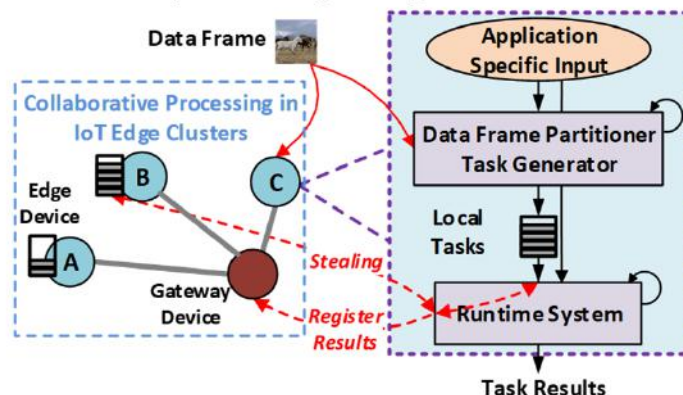 Data Frame
Application
Specific Input
Collaborative Processing in
IoT Edge Clusters
Data Frame Partitioner
Task Generator
B
C
Edge
Device
Local
Tasks
A
Stealing
Gateway
Device
Register
Results
Runtime System
Task Results